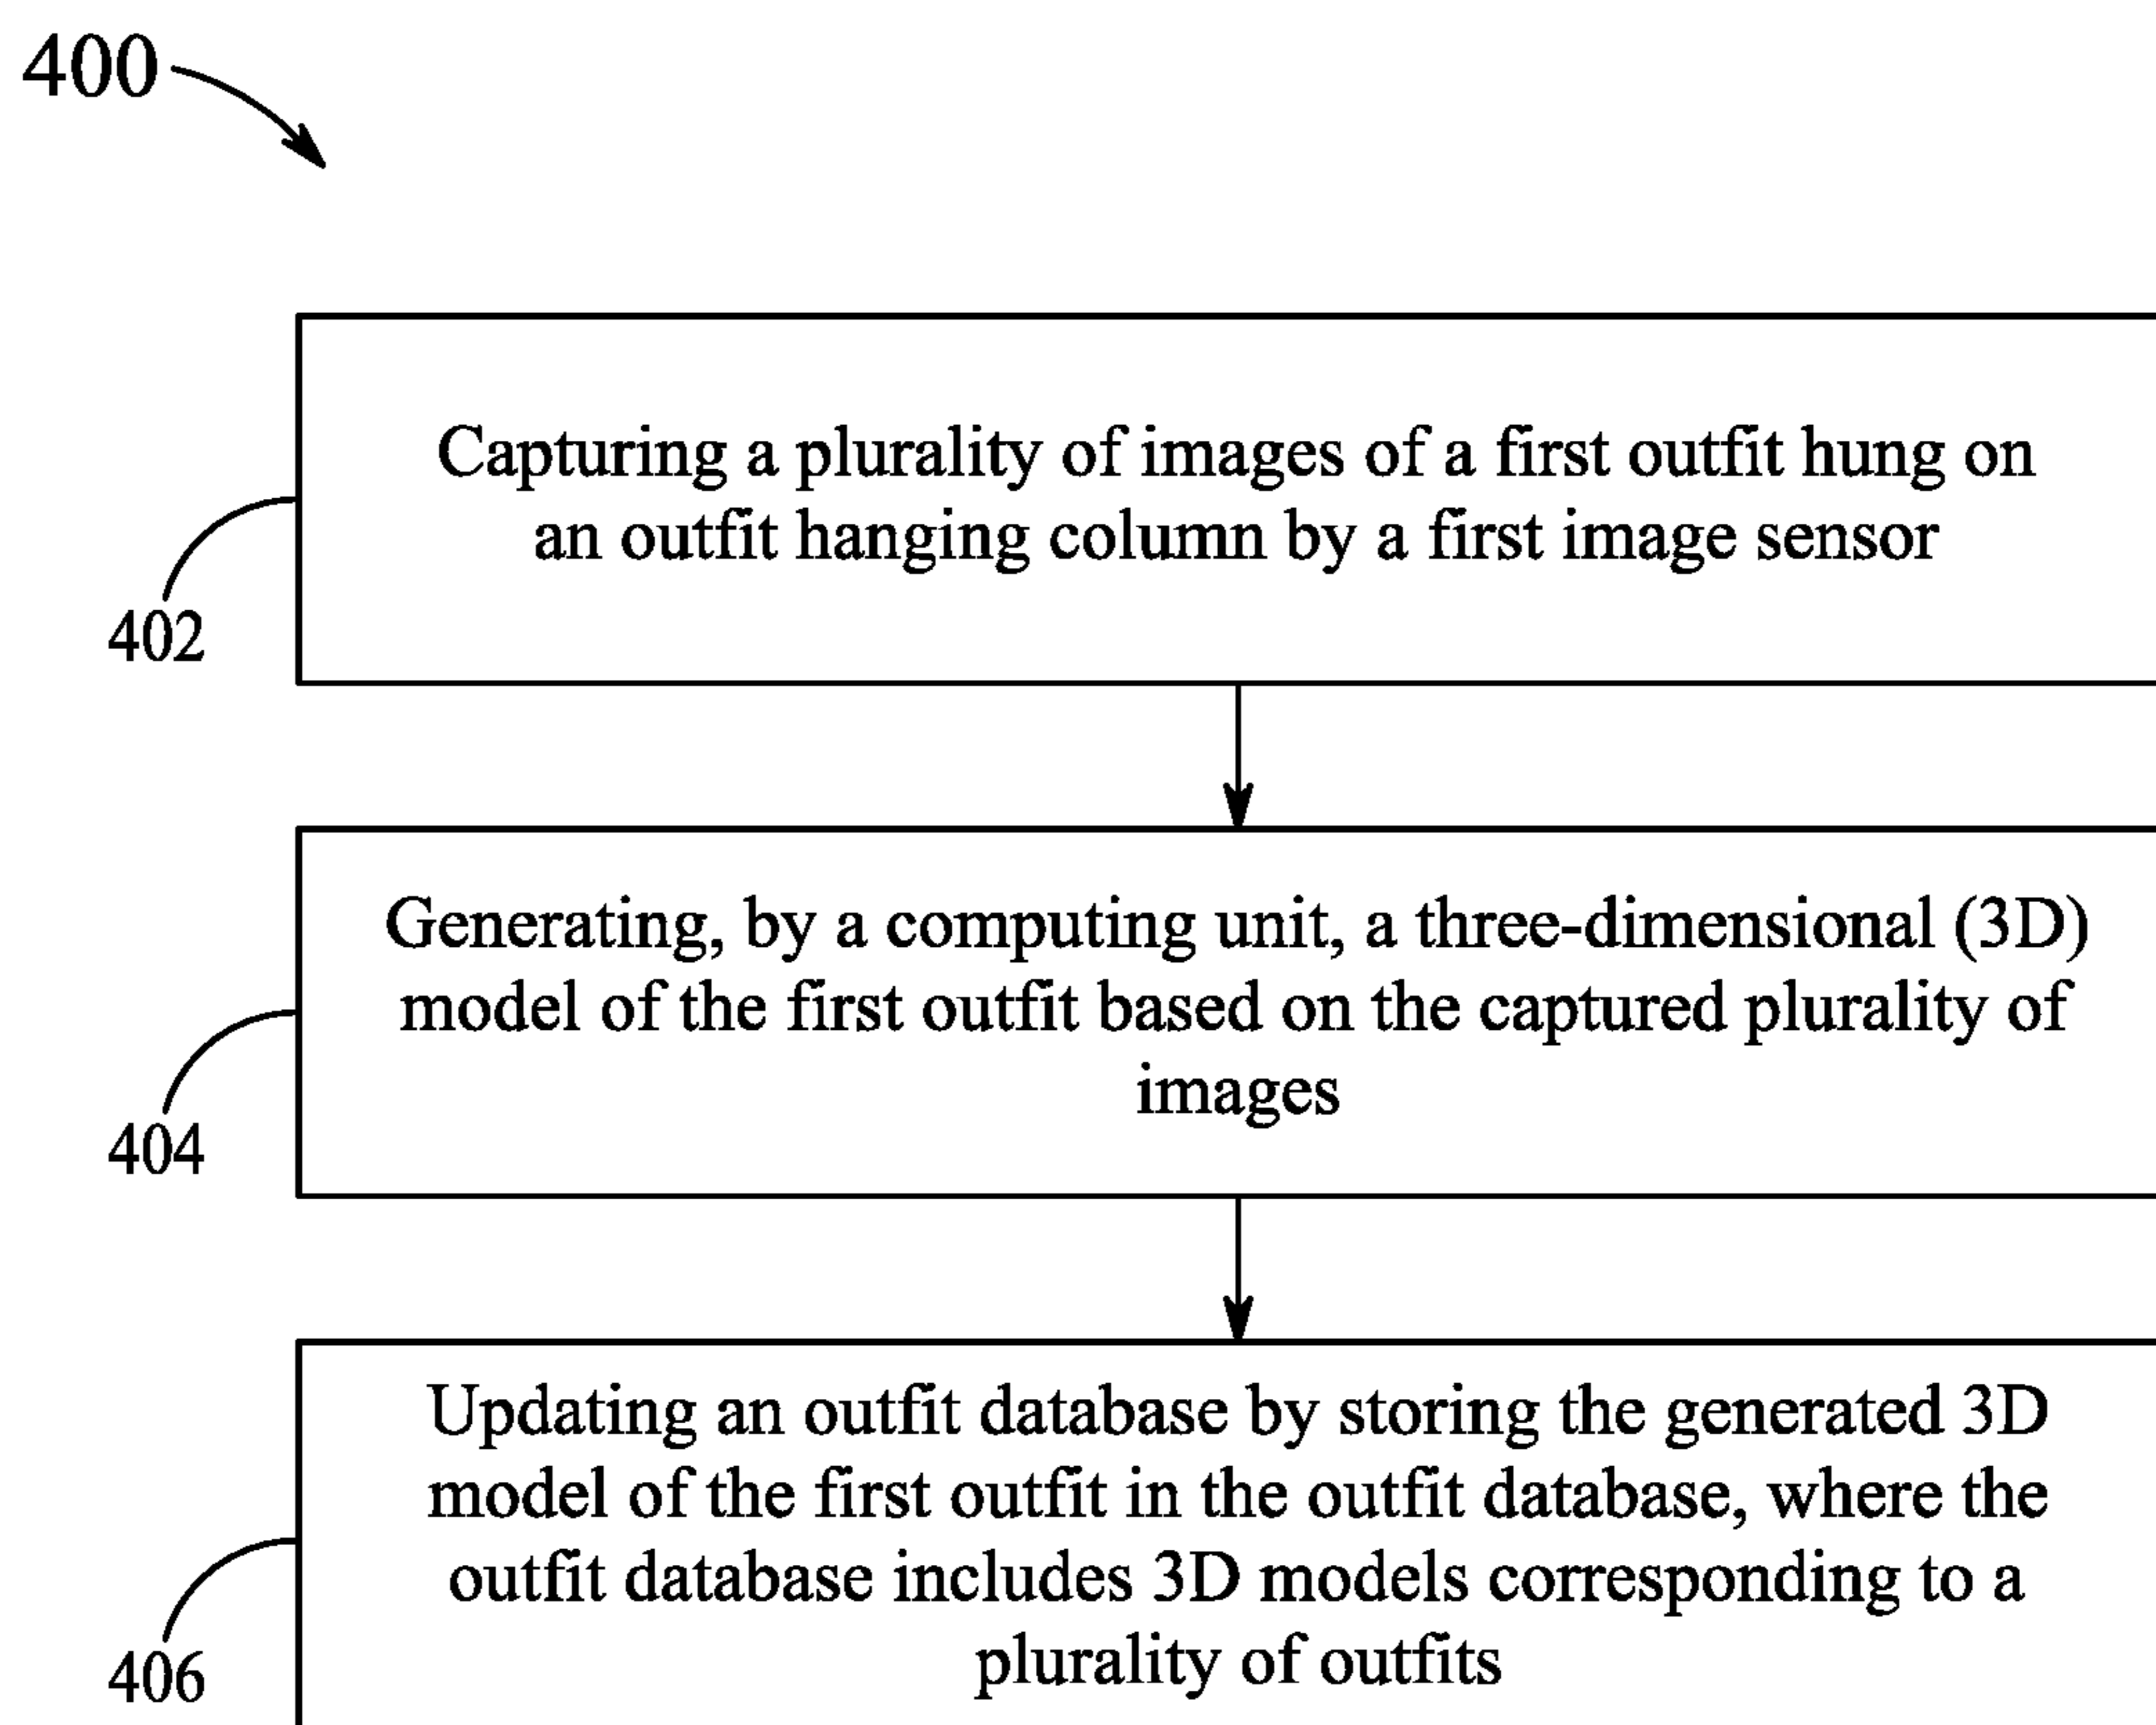 400
Capturing a plurality of images of a first outfit hung on
an outfit hanging column by a first image sensor
402
Generating, by a computing unit, a three-dimensional (3D)
model of the first outfit based on the captured plurality of
images
404
Updating an outfit database by storing the generated 3D
model of the first outfit in the outfit database, where the
outfit database includes 3D models corresponding to a
plurality of outfits
406